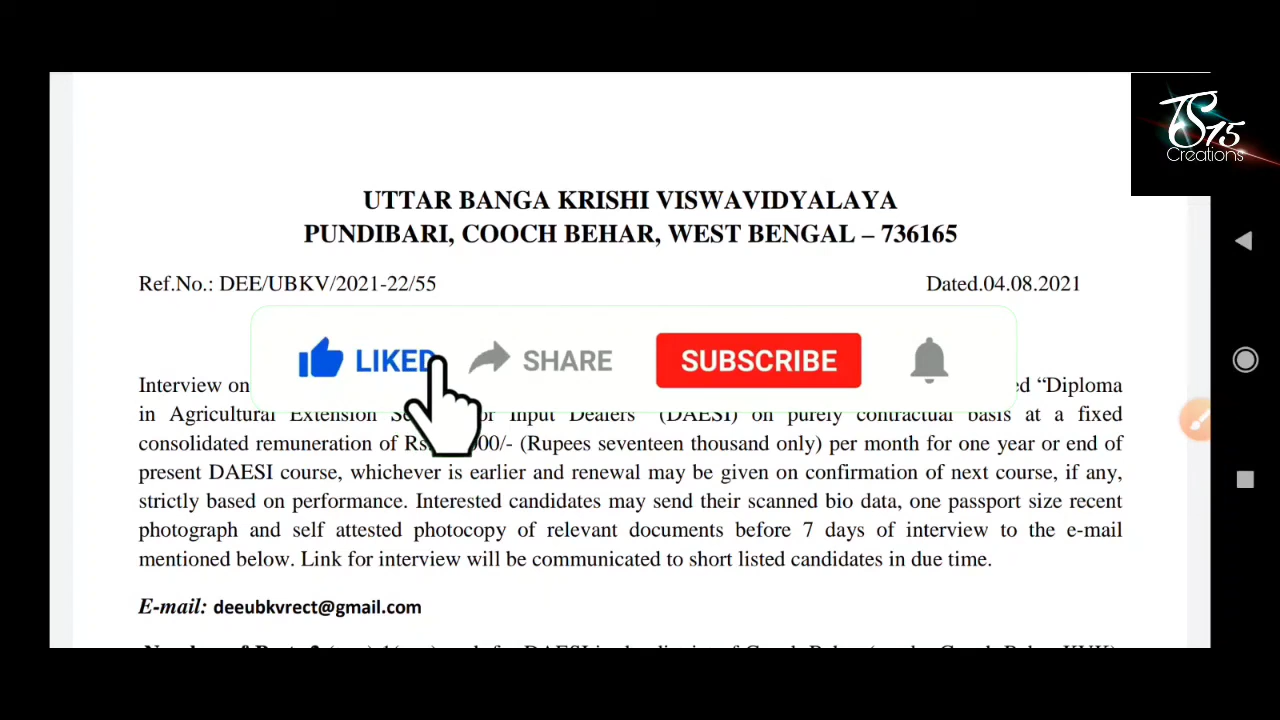 TS15
Creations
UTTAR BANGA KRISHI VISWAVIDYALAYA
PUNDIBARI, COOCH BEHAR, WEST BENGAL – 736165
Ref.No.: DEE/UBKV/2021-22/55 Dated.04.08.2021
LIKED SHARE SUBSCRIBE
Interview on “Diploma
in Agricultural Extension Input Dealers (DAESI) on purely contractual basis at a fixed
consolidated remuneration of (Rupees seventeen thousand only) per month for one year or end of
present DAESI course, whichever is earlier and renewal may be given on confirmation of next course, if any,
strictly based on performance. Interested candidates may send their scanned bio data, one passport size recent
photograph and self attested photocopy of relevant documents before 7 days of interview to the e-mail
mentioned below. Link for interview will be communicated to short listed candidates in due time.
E-mail: deeubkvrect@gmail.com